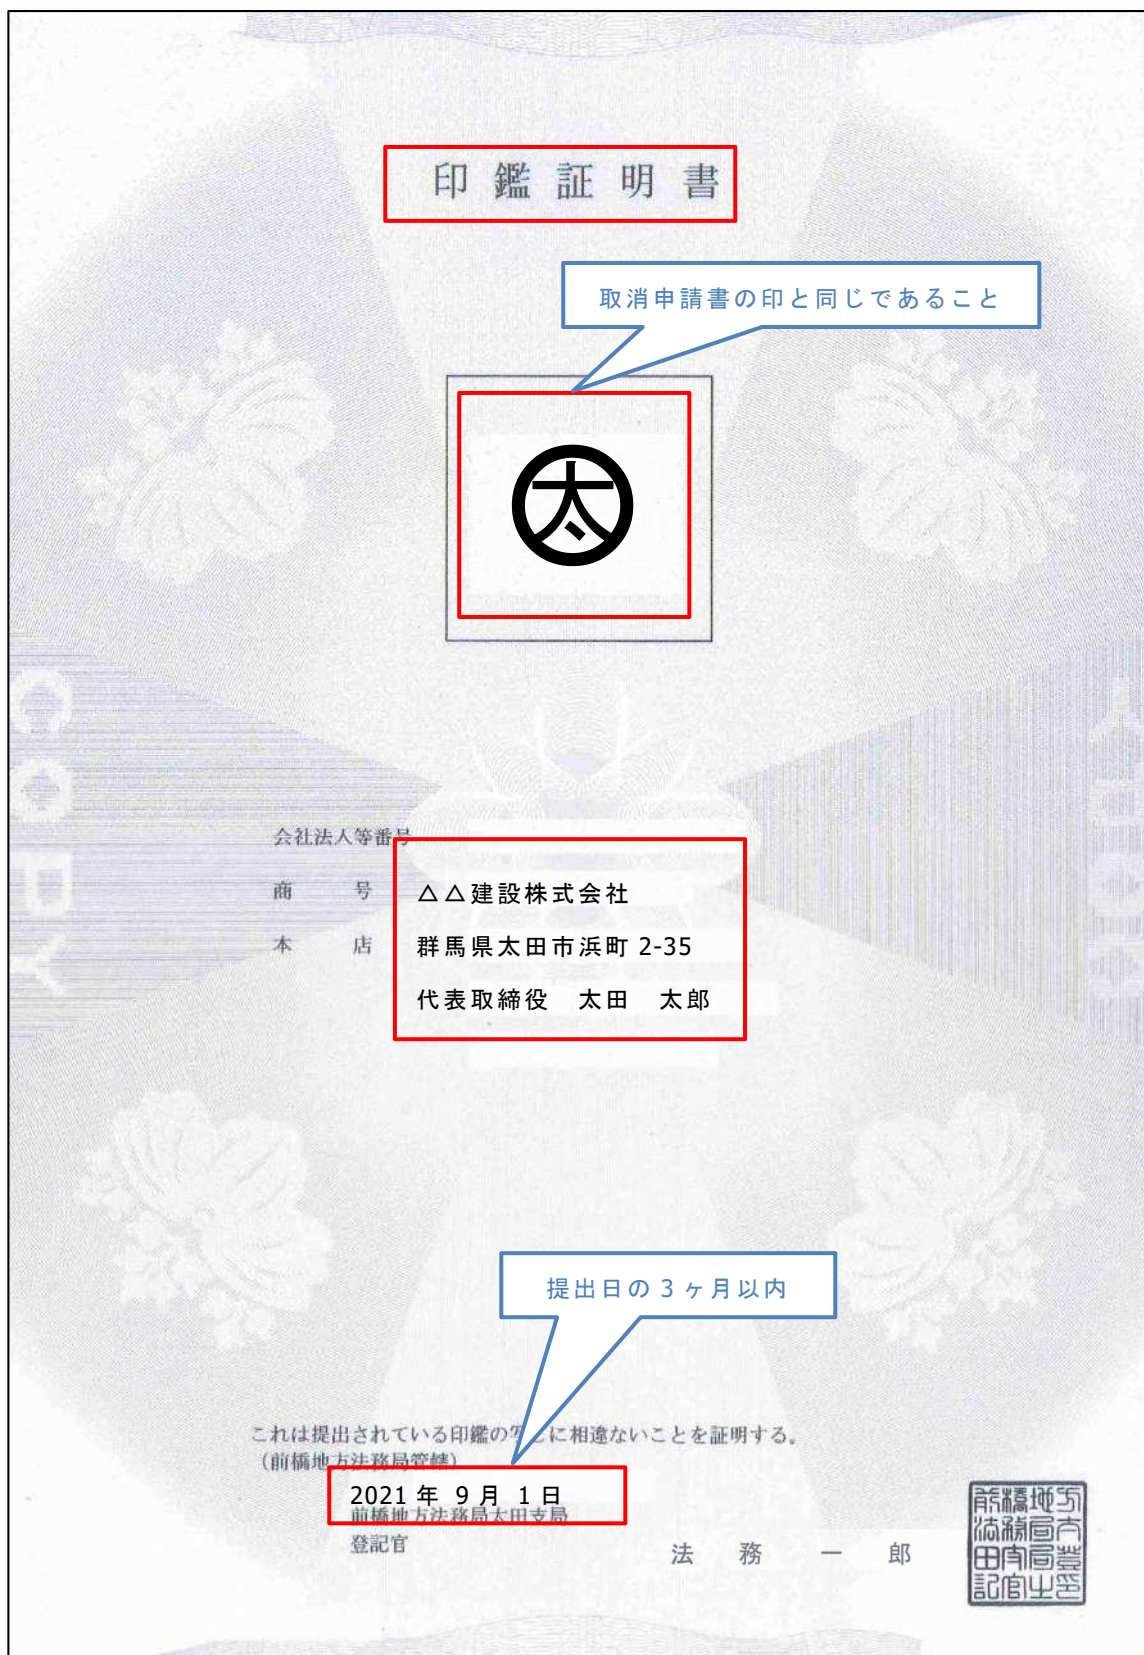 印鑑証明書
取消申請書の印と同じであること
太
COPY
会社法人等番号
商　号　△△建設株式会社
本　店　群馬県太田市浜町 2-35
代表取締役　太田　太郎
提出日の３ヶ月以内
これは提出されている印鑑の写しに相違ないことを証明する。
（前橋地方法務局管轄）
2021 年 9 月 1 日
前橋地方法務局太田支局
登記官
法　務　一　郎